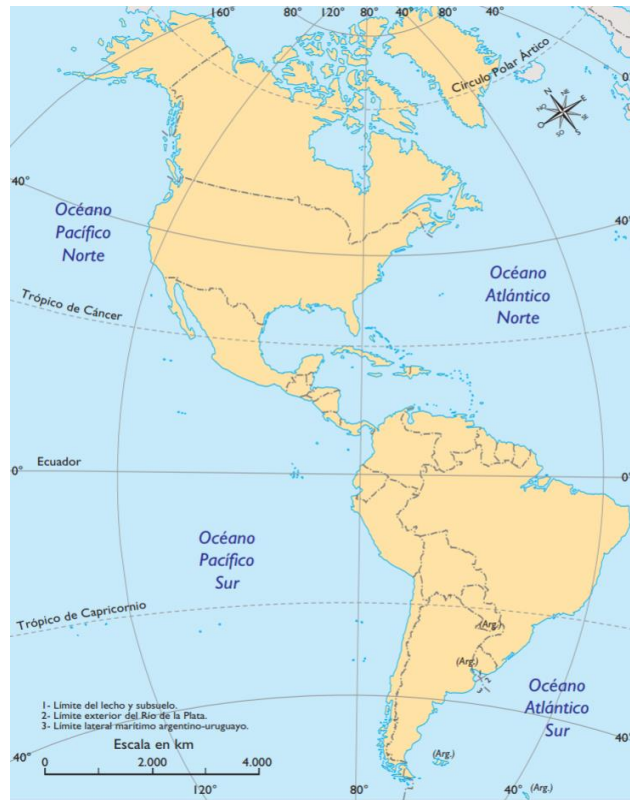 160°
80°
120°
40°
0°
40°
80°
40°
Círculo Polar Ártico
0°
N
E
S
O
40°
Océano
Pacífico
Norte
40°
Océano
Atlántico
Norte
Trópico de Cáncer
Ecuador
0°
0°
Océano
Pacífico
Sur
Trópico de Capricornio
(Arg.)
(Arg.)
Océano
Atlántico
Sur
1- Límite del lecho y subsuelo.
2- Límite exterior del Río de la Plata.
3- Límite lateral marítimo argentino-uruguayo.
Escala en km
0 2.000 4.000
40°
40°
(Arg.)
120°
80°
40°
(Arg.)